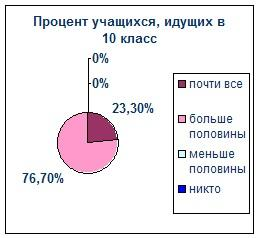 Процент учащихся, идущих в
10 класс
0%
0%
23,30%
76,70%
почти все
больше
половины
меньше
половины
никто